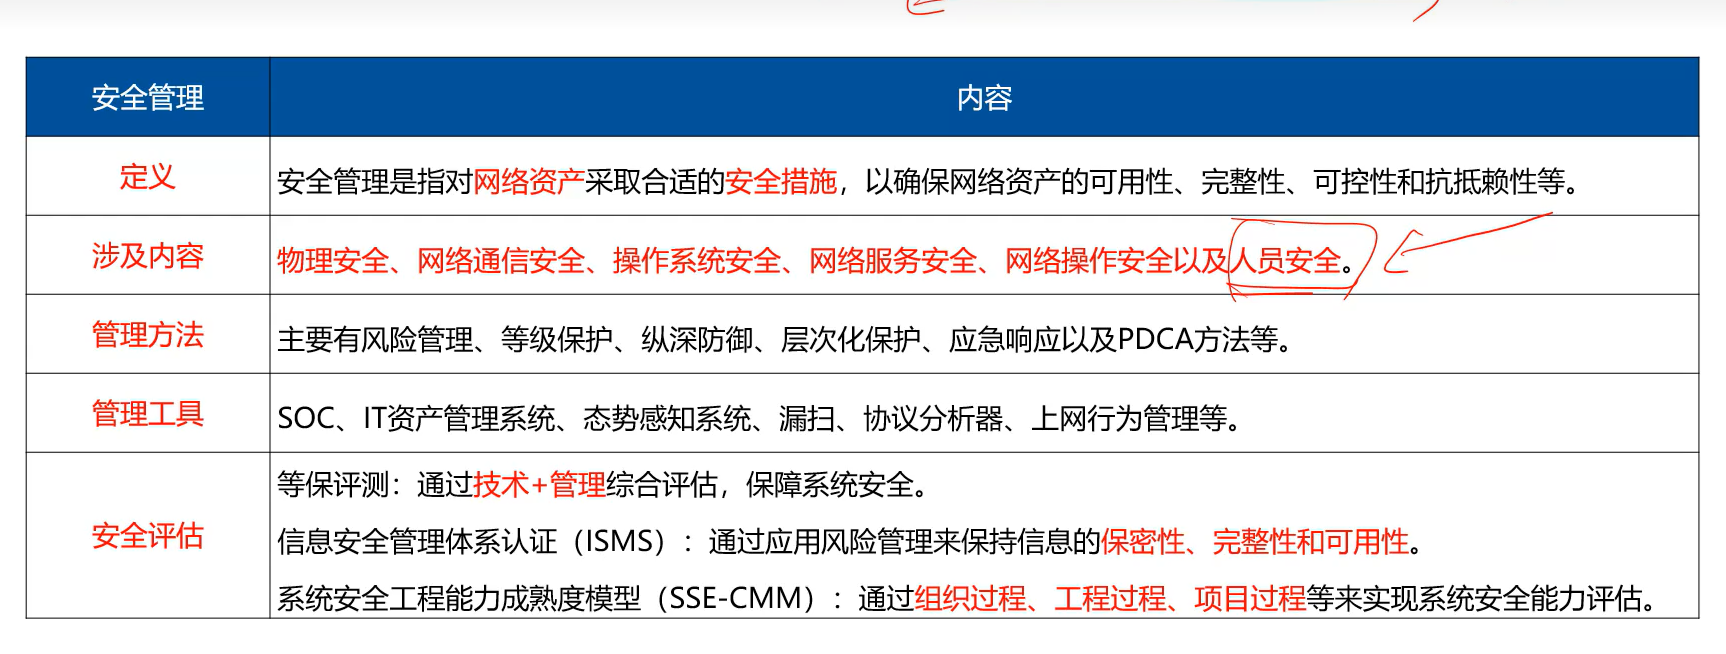 安全管理 内容
定义 安全管理是指对网络资产采取合适的安全措施，以确保网络资产的可用性、完整性、可控性和抗抵赖性等。
涉及内容 物理安全、网络通信安全、操作系统安全、网络服务安全、网络操作安全以及人员安全。
管理方法 主要有风险管理、等级保护、纵深防御、层次化保护、应急响应以及PDCA方法等。
管理工具 SOC、IT资产管理系统、态势感知系统、漏扫、协议分析器、上网行为管理等。
安全评估
等保评测：通过技术+管理综合评估，保障系统安全。
信息安全管理体系认证（ISMS）：通过应用风险管理来保持信息的保密性、完整性和可用性。
系统安全工程能力成熟度模型（SSE-CMM）：通过组织过程、工程过程、项目过程等来实现系统安全能力评估。